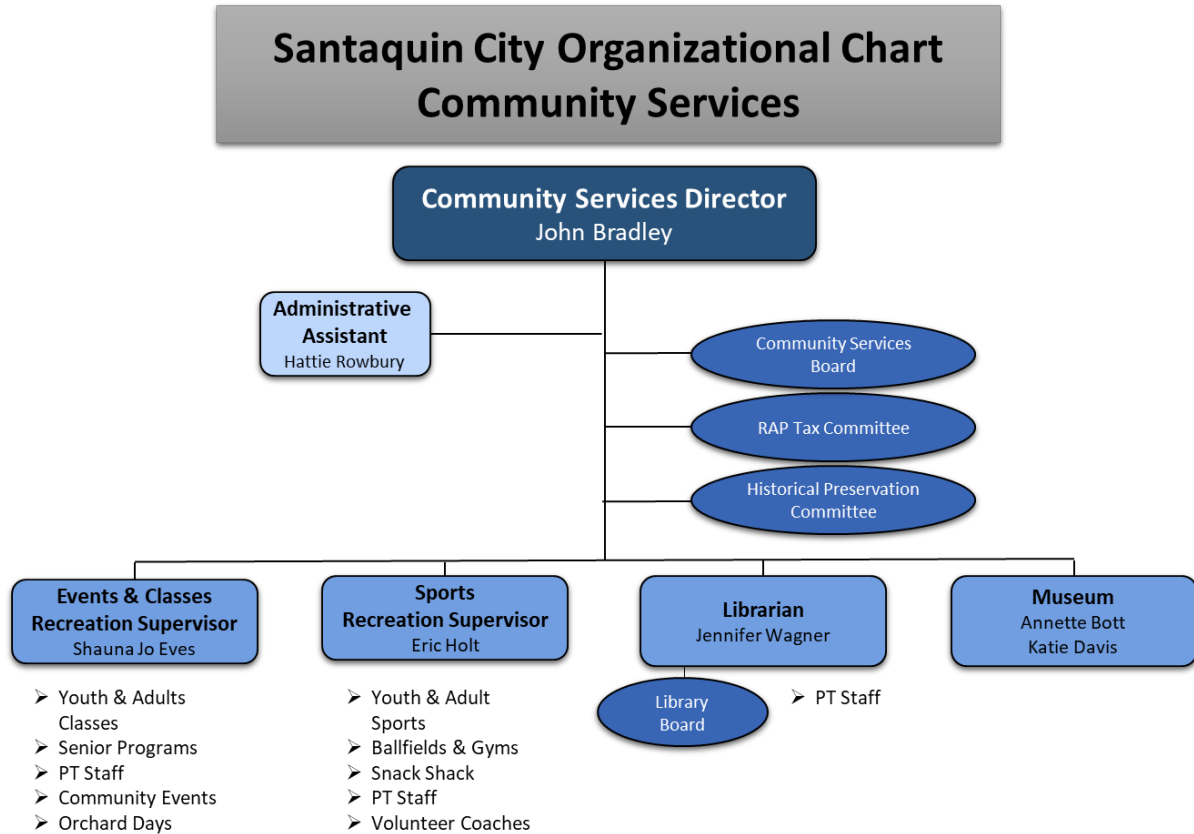 Santaquin City Organizational Chart
Community Services
Community Services Director
John Bradley
Administrative
Assistant
Hattie Rowbury
Community Services
Board
RAP Tax Committee
Historical Preservation
Committee
Events & Classes
Recreation Supervisor
Shauna Jo Eves
➢ Youth & Adults
Classes
➢ Senior Programs
➢ PT Staff
➢ Community Events
➢ Orchard Days
Sports
Recreation Supervisor
Eric Holt
➢ Youth & Adult
Sports
➢ Ballfields & Gyms
➢ Snack Shack
➢ PT Staff
➢ Volunteer Coaches
Librarian
Jennifer Wagner
Library
Board
➢ PT Staff
Museum
Annette Bott
Katie Davis